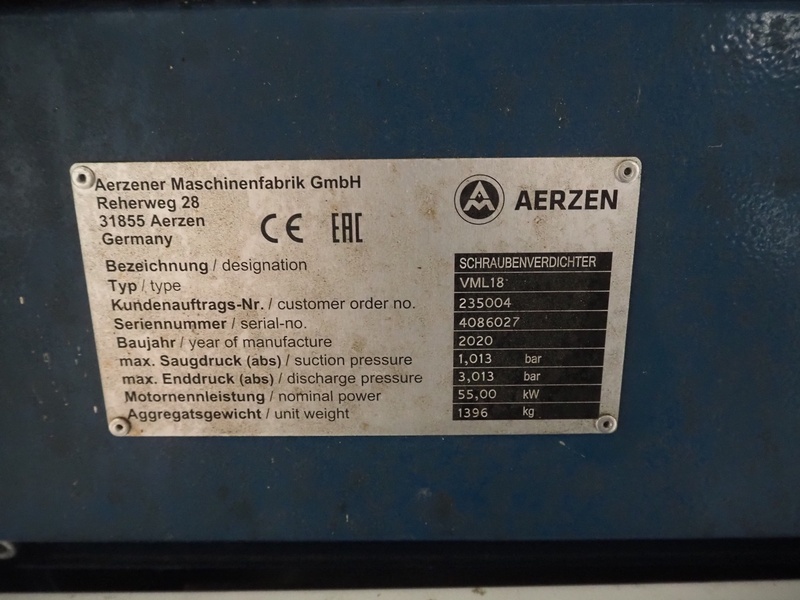 Aerzener Maschinenfabrik GmbH
Reherweg 28
31855 Aerzen
Germany
CE EAC
AERZEN
Bezeichnung / designation SCHRAUBENVERDICHTER
Typ / type VML18
Kundenauftrags-Nr. / customer order no. 235004
Seriennummer / serial-no. 4086027
Baujahr / year of manufacture 2020
max. Saugdruck (abs) / suction pressure 1,013 bar
max. Enddruck (abs) / discharge pressure 3,013 bar
Motornennleistung / nominal power 55,00 kW
Aggregatsgewicht / unit weight 1396 kg